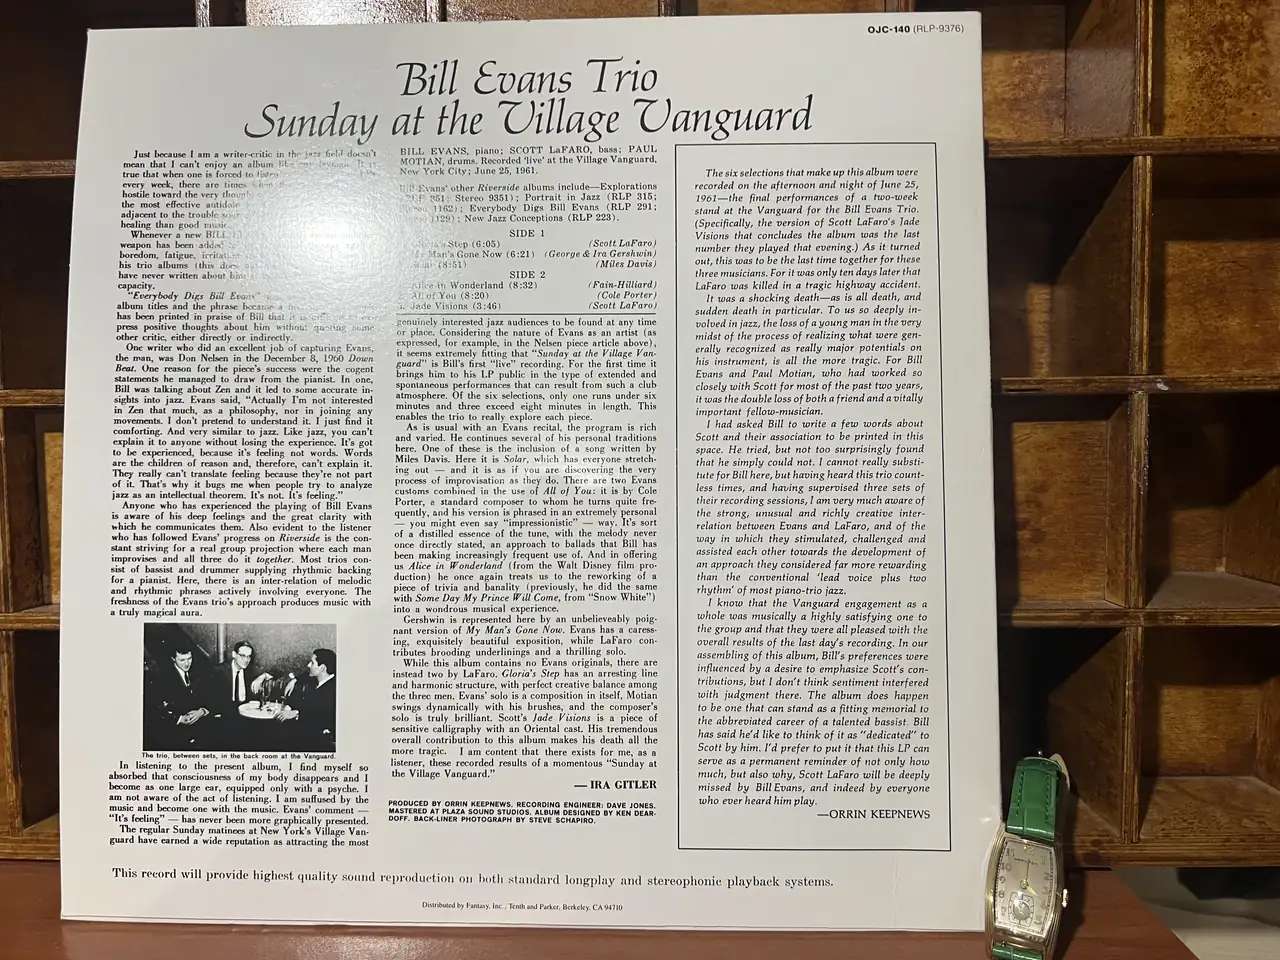 OJC-140 (RLP-9376)
Bill Evans Trio
Sunday at the Village Vanguard
Just because I am a writer-critic in the jazz field doesn't
mean that I can't enjoy an album like any layman. It is
true that when one is forced to listen
every week, there are times when
hostile toward the very
the most effective antidote
adjacent to the trouble
healing than good music.
Whenever a new BILL
weapon has been added
boredom, fatigue, irritation
his trio albums (this does
have never written about him
capacity.
"Everybody Digs Bill Evans"
album titles and the phrase became a
has been printed in praise of Bill that it is
press positive thoughts about him without quoting some
other critic, either directly or indirectly.
One writer who did an excellent job of capturing Evans,
the man, was Don Nelsen in the December 8, 1960 Down
Beat. One reason for the piece's success were the cogent
statements he managed to draw from the pianist. In one,
Bill was talking about Zen and it led to some accurate in-
sights into jazz. Evans said, "Actually I'm not interested
in Zen that much, as a philosophy, nor in joining any
movements. I don't pretend to understand it. I just find it
comforting. And very similar to jazz. Like jazz, you can't
explain it to anyone without losing the experience. It's got
to be experienced, because it's feeling not words. Words
are the children of reason and, therefore, can't explain it.
They really can't translate feeling because they're not part
of it. That's why it bugs me when people try to analyze
jazz as an intellectual theorem. It's not. It's feeling."
Anyone who has experienced the playing of Bill Evans
is aware of his deep feelings and the great clarity with
which he communicates them. Also evident to the listener
who has followed Evans' progress on Riverside is the con-
stant striving for a real group projection where each man
improvises and all three do it together. Most trios con-
sist of bassist and drummer supplying rhythmic backing
for a pianist. Here, there is an inter-relation of melodic
and rhythmic phrases actively involving everyone. The
freshness of the Evans trio's approach produces music with
a truly magical aura.
The trio, between sets, in the back room at the Vanguard.
In listening to the present album, I find myself so
absorbed that consciousness of my body disappears and I
become as one large ear, equipped only with a psyche. I
am not aware of the act of listening. I am suffused by the
music and become one with the music. Evans' comment —
"It's feeling" — has never been more graphically presented.
The regular Sunday matinees at New York's Village Van-
guard have earned a wide reputation as attracting the most
BILL EVANS, piano; SCOTT LaFARO, bass; PAUL
MOTIAN, drums. Recorded 'live' at the Village Vanguard,
New York City; June 25, 1961.
Bill Evans' other Riverside albums include—Explorations
351; Stereo 9351); Portrait in Jazz (RLP 315;
1162); Everybody Digs Bill Evans (RLP 291;
1129); New Jazz Conceptions (RLP 223).
SIDE 1
Gloria's Step (6:05) (Scott LaFaro)
My Man's Gone Now (6:21) (George & Ira Gershwin)
Solar (8:51) (Miles Davis)
SIDE 2
Alice in Wonderland (8:32) (Fain-Hilliard)
2. All of You (8:20) (Cole Porter)
3. Jade Visions (3:46) (Scott LaFaro)
genuinely interested jazz audiences to be found at any time
or place. Considering the nature of Evans as an artist (as
expressed, for example, in the Nelsen piece article above),
it seems extremely fitting that "Sunday at the Village Van-
guard" is Bill's first "live" recording. For the first time it
brings him to his LP public in the type of extended and
spontaneous performances that can result from such a club
atmosphere. Of the six selections, only one runs under six
minutes and three exceed eight minutes in length. This
enables the trio to really explore each piece.
As is usual with an Evans recital, the program is rich
and varied. He continues several of his personal traditions
here. One of these is the inclusion of a song written by
Miles Davis. Here it is Solar, which has everyone stretch-
ing out — and it is as if you are discovering the very
process of improvisation as they do. There are two Evans
customs combined in the use of All of You: it is by Cole
Porter, a standard composer to whom he turns quite fre-
quently, and his version is phrased in an extremely personal
— you might even say "impressionistic" — way. It's sort
of a distilled essence of the tune, with the melody never
once directly stated, an approach to ballads that Bill has
been making increasingly frequent use of. And in offering
us Alice in Wonderland (from the Walt Disney film pro-
duction) he once again treats us to the reworking of a
piece of trivia and banality (previously, he did the same
with Some Day My Prince Will Come, from "Snow White")
into a wondrous musical experience.
Gershwin is represented here by an unbelieveably poig-
nant version of My Man's Gone Now. Evans has a caress-
ing, exquisitely beautiful exposition, while LaFaro con-
tributes brooding underlinings and a thrilling solo.
While this album contains no Evans originals, there are
instead two by LaFaro. Gloria's Step has an arresting line
and harmonic structure, with perfect creative balance among
the three men. Evans' solo is a composition in itself, Motian
swings dynamically with his brushes, and the composer's
solo is truly brilliant. Scott's Jade Visions is a piece of
sensitive calligraphy with an Oriental cast. His tremendous
overall contribution to this album makes his death all the
more tragic. I am content that there exists for me, as a
listener, these recorded results of a momentous "Sunday at
the Village Vanguard."
— IRA GITLER
PRODUCED BY ORRIN KEEPNEWS. RECORDING ENGINEER: DAVE JONES.
MASTERED AT PLAZA SOUND STUDIOS. ALBUM DESIGNED BY KEN DEAR-
DOFF. BACK-LINER PHOTOGRAPH BY STEVE SCHAPIRO.
The six selections that make up this album were
recorded on the afternoon and night of June 25,
1961—the final performances of a two-week
stand at the Vanguard for the Bill Evans Trio.
(Specifically, the version of Scott LaFaro's Jade
Visions that concludes the album was the last
number they played that evening.) As it turned
out, this was to be the last time together for these
three musicians. For it was only ten days later that
LaFaro was killed in a tragic highway accident.
It was a shocking death—as is all death, and
sudden death in particular. To us so deeply in-
volved in jazz, the loss of a young man in the very
midst of the process of realizing what were gen-
erally recognized as really major potentials on
his instrument, is all the more tragic. For Bill
Evans and Paul Motian, who had worked so
closely with Scott for most of the past two years,
it was the double loss of both a friend and a vitally
important fellow-musician.
I had asked Bill to write a few words about
Scott and their association to be printed in this
space. He tried, but not too surprisingly found
that he simply could not. I cannot really substi-
tute for Bill here, but having heard this trio count-
less times, and having supervised three sets of
their recording sessions, I am very much aware of
the strong, unusual and richly creative inter-
relation between Evans and LaFaro, and of the
way in which they stimulated, challenged and
assisted each other towards the development of
an approach they considered far more rewarding
than the conventional 'lead voice plus two
rhythm' of most piano-trio jazz.
I know that the Vanguard engagement as a
whole was musically a highly satisfying one to
the group and that they were all pleased with the
overall results of the last day's recording. In our
assembling of this album, Bill's preferences were
influenced by a desire to emphasize Scott's con-
tributions, but I don't think sentiment interfered
with judgment there. The album does happen
to be one that can stand as a fitting memorial to
the abbreviated career of a talented bassist. Bill
has said he'd like to think of it as "dedicated" to
Scott by him. I'd prefer to put it that this LP can
serve as a permanent reminder of not only how
much, but also why, Scott LaFaro will be deeply
missed by Bill Evans, and indeed by everyone
who ever heard him play.
—ORRIN KEEPNEWS
This record will provide highest quality sound reproduction on both standard longplay and stereophonic playback systems.
Distributed by Fantasy, Inc., Tenth and Parker, Berkeley, CA 94710